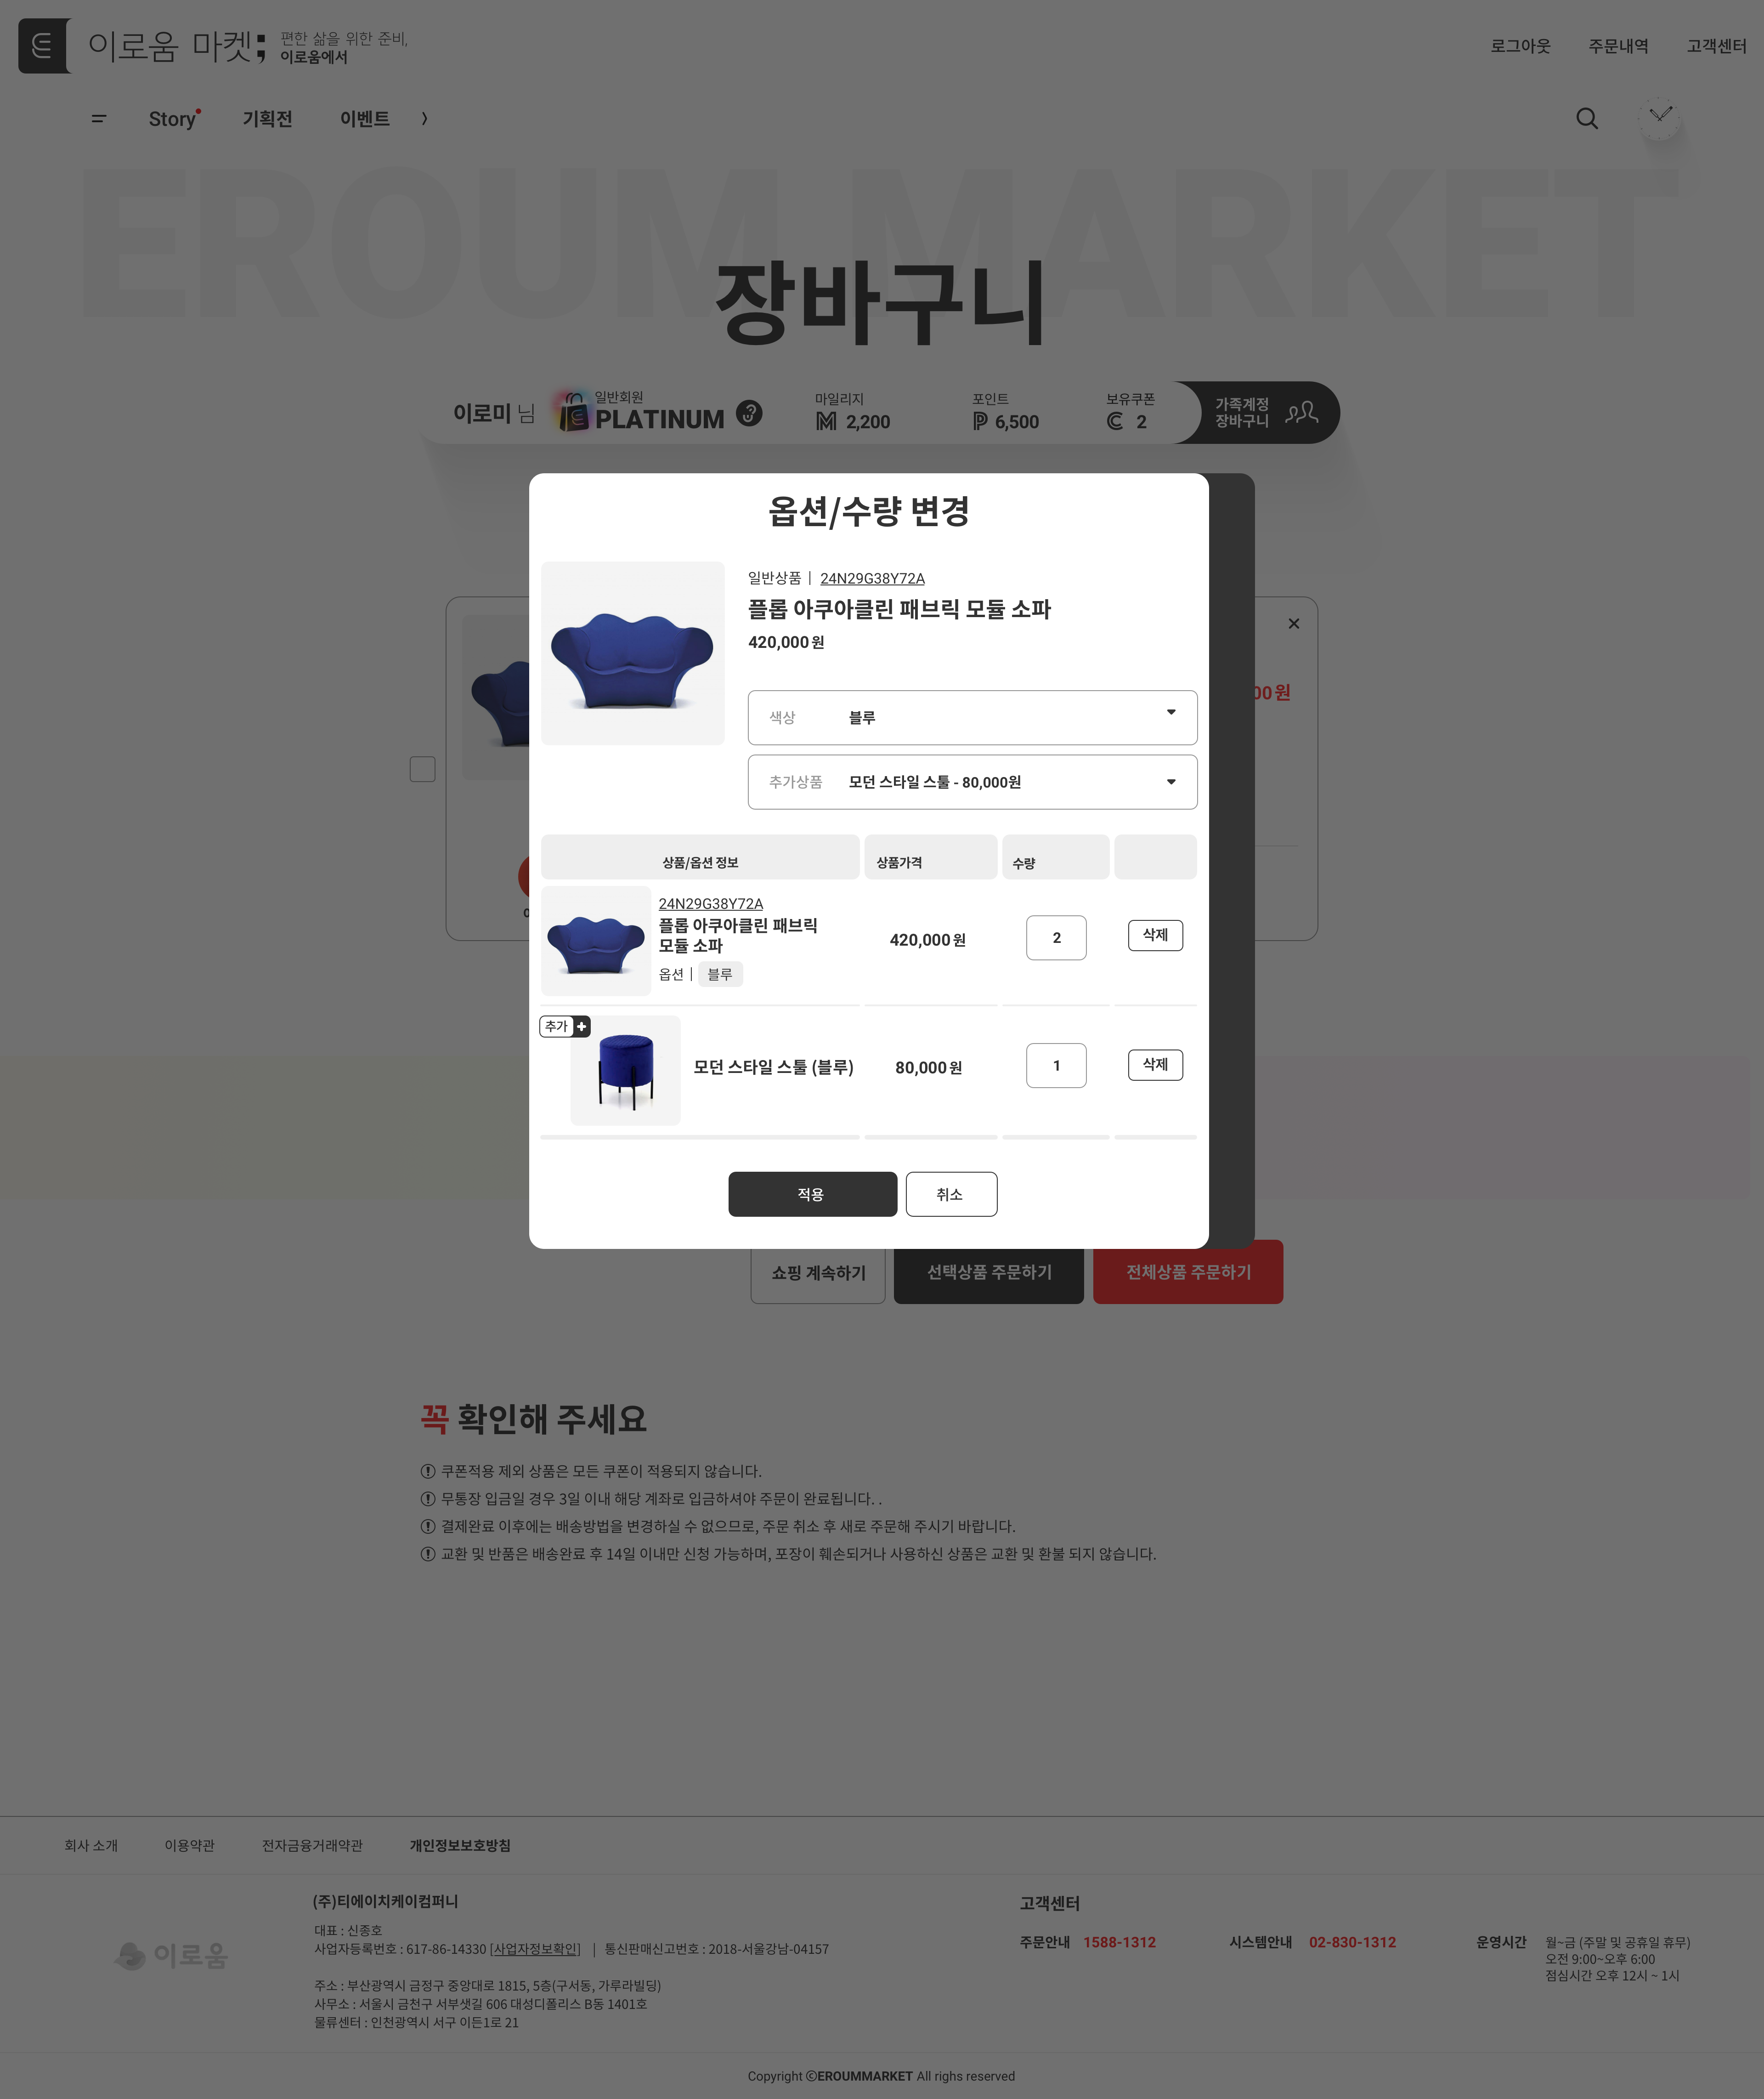 이로움 마켓;
편한 삶을 위한 준비,
이로움에서
로그아웃 주문내역 고객센터
Story 기획전 이벤트
EROUM MARKET
장바구니
이로미 님
일반회원
PLATINUM
마일리지
M 2,200
포인트
P 6,500
보유쿠폰
C 2
가족계정
장바구니
옵션/수량 변경
일반상품 | 24N29G38Y72A
플롭 아쿠아클린 패브릭 모듈 소파
420,000원
색상 블루
추가상품 모던 스타일 스툴 - 80,000원
00원
상품/옵션 정보 상품가격 수량
24N29G38Y72A
플롭 아쿠아클린 패브릭
모듈 소파
옵션 | 블루
420,000원 2 삭제
추가
모던 스타일 스툴 (블루) 80,000원 1 삭제
적용 취소
쇼핑 계속하기 선택상품 주문하기 전체상품 주문하기
꼭 확인해 주세요
쿠폰적용 제외 상품은 모든 쿠폰이 적용되지 않습니다.
무통장 입금일 경우 3일 이내 해당 계좌로 입금하셔야 주문이 완료됩니다. .
결제완료 이후에는 배송방법을 변경하실 수 없으므로, 주문 취소 후 새로 주문해 주시기 바랍니다.
교환 및 반품은 배송완료 후 14일 이내만 신청 가능하며, 포장이 훼손되거나 사용하신 상품은 교환 및 환불 되지 않습니다.
회사 소개 이용약관 전자금융거래약관 개인정보보호방침
이로움
(주)티에이치케이컴퍼니
대표 : 신종호
사업자등록번호 : 617-86-14330 [사업자정보확인] | 통신판매신고번호 : 2018-서울강남-04157
주소 : 부산광역시 금정구 중앙대로 1815, 5층(구서동, 가루라빌딩)
사무소 : 서울시 금천구 서부샛길 606 대성디폴리스 B동 1401호
물류센터 : 인천광역시 서구 이든1로 21
고객센터
주문안내 1588-1312 시스템안내 02-830-1312 운영시간 월~금 (주말 및 공휴일 휴무)
오전 9:00~오후 6:00
점심시간 오후 12시 ~ 1시
Copyright ⓒEROUMMARKET All righs reserved